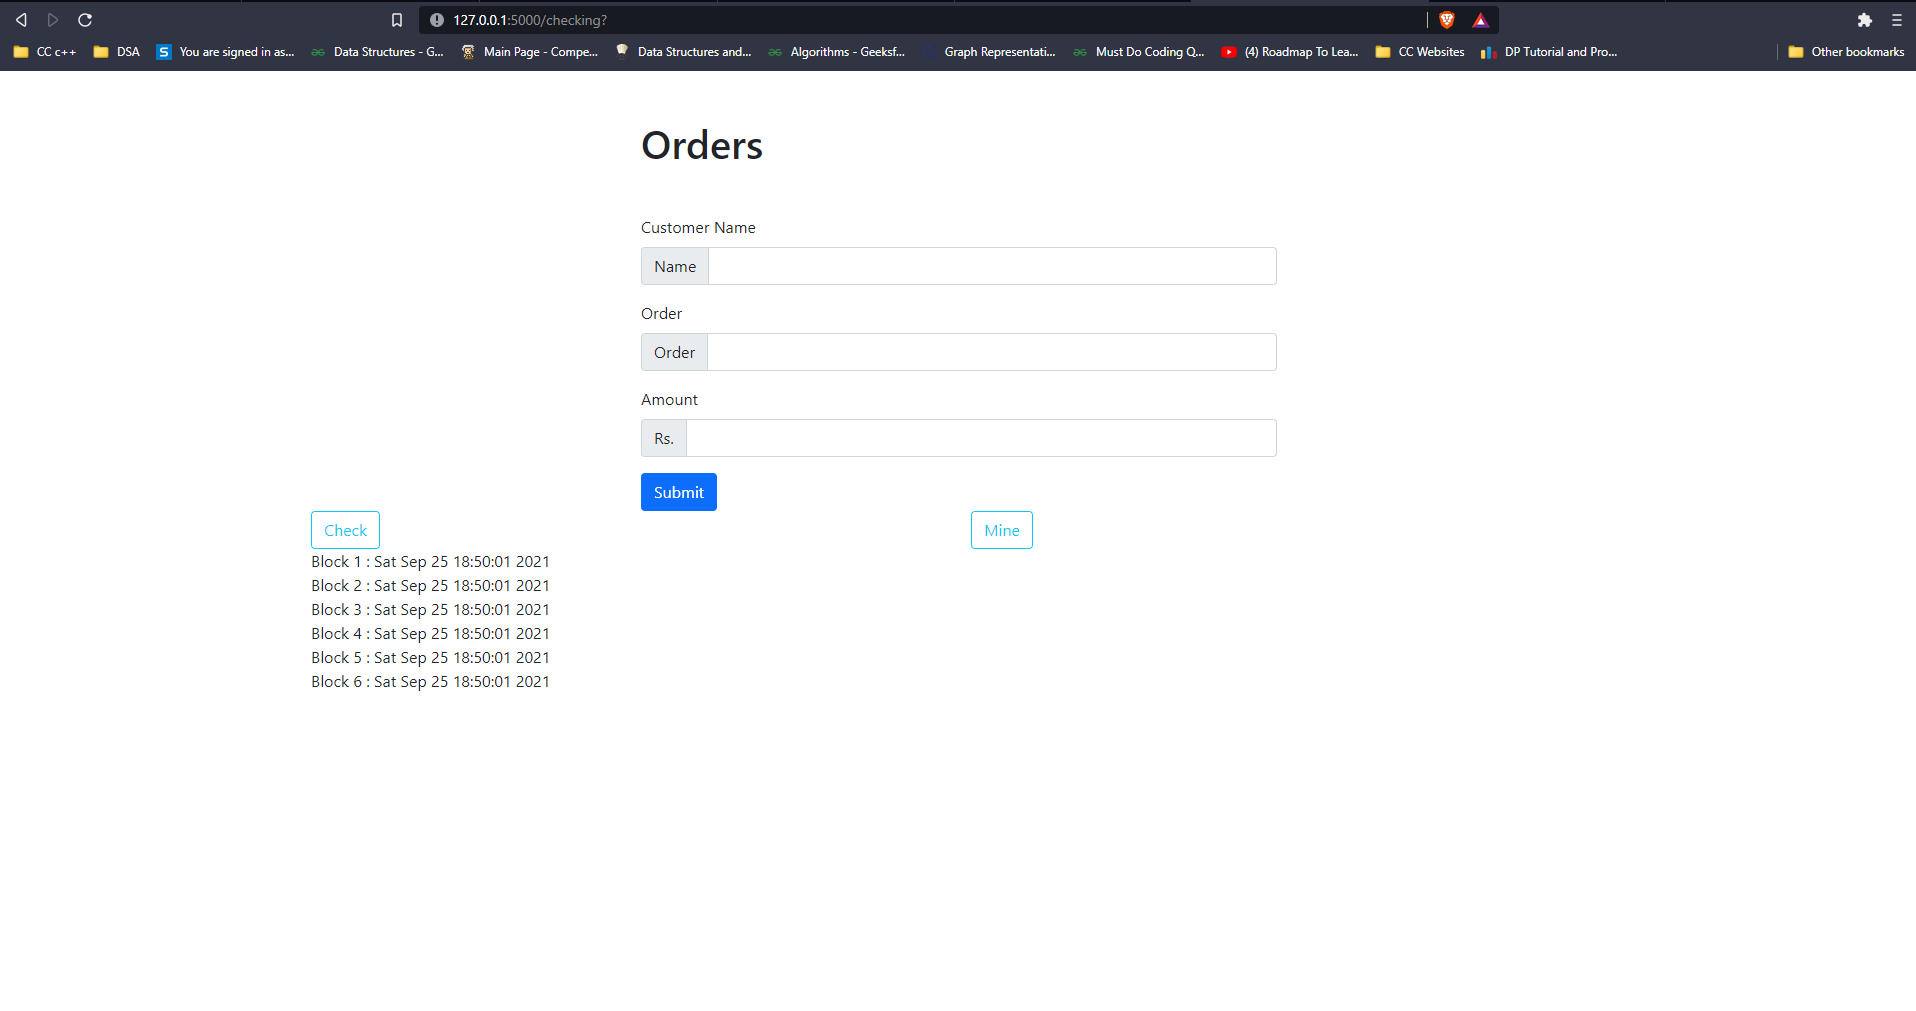 127.0.0.1:5000/checking?
CC c++ DSA You are signed in as... Data Structures - G... Main Page - Compe... Data Structures and... Algorithms - Geeksf... Graph Representati... Must Do Coding Q... (4) Roadmap To Lea... CC Websites DP Tutorial and Pro... Other bookmarks
Orders
Customer Name
Name
Order
Order
Amount
Rs.
Submit
Check Mine
Block 1 : Sat Sep 25 18:50:01 2021
Block 2 : Sat Sep 25 18:50:01 2021
Block 3 : Sat Sep 25 18:50:01 2021
Block 4 : Sat Sep 25 18:50:01 2021
Block 5 : Sat Sep 25 18:50:01 2021
Block 6 : Sat Sep 25 18:50:01 2021